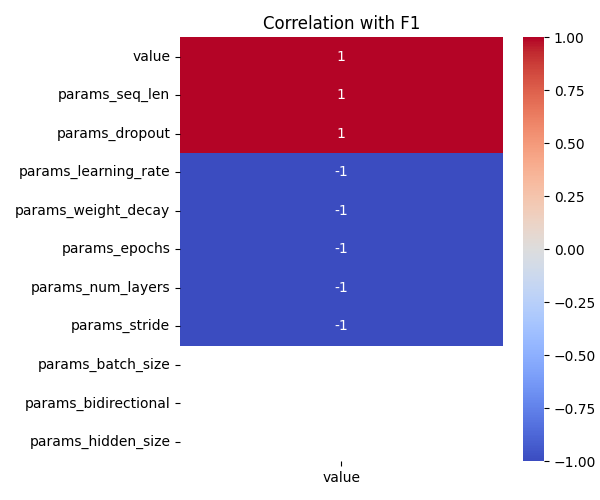 Correlation with F1
value 1
params_seq_len 1
params_dropout 1
params_learning_rate -1
params_weight_decay -1
params_epochs -1
params_num_layers -1
params_stride -1
params_batch_size
params_bidirectional
params_hidden_size
value
1.00
0.75
0.50
0.25
0.00
−0.25
−0.50
−0.75
−1.00